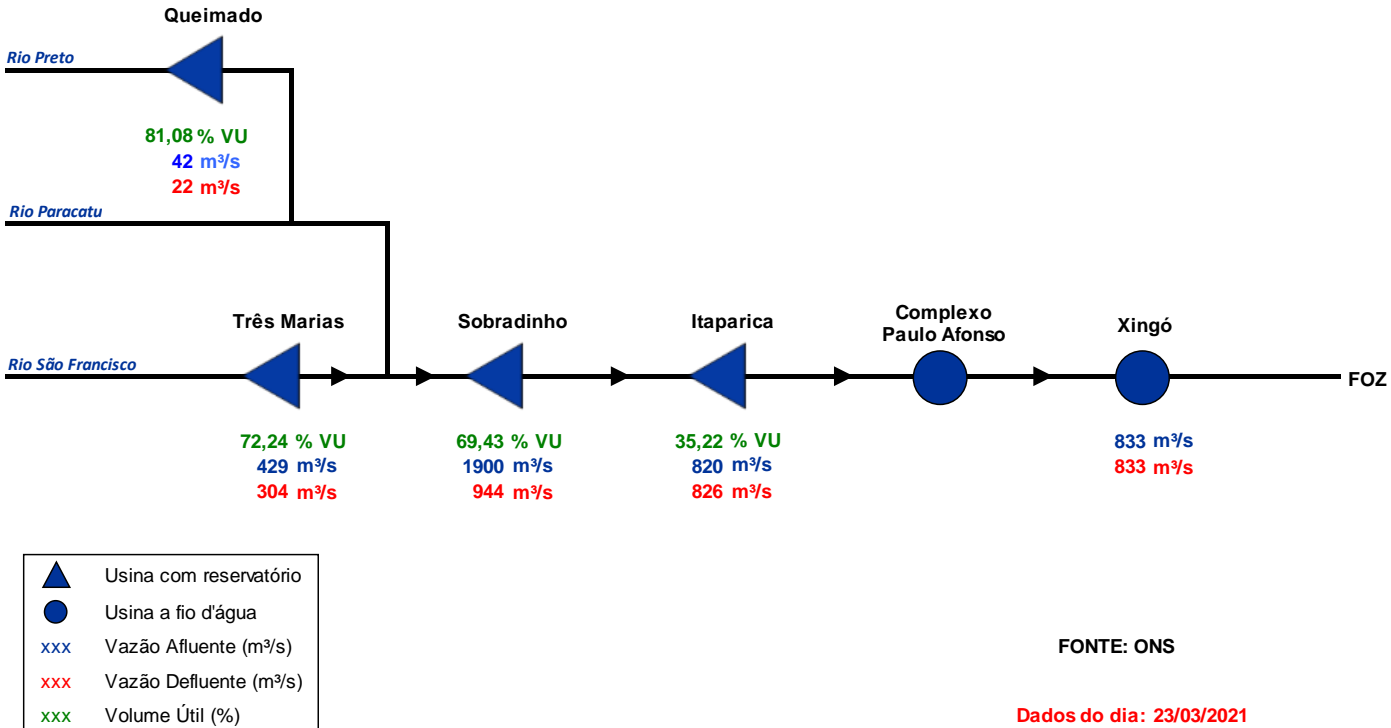 Queimado
Rio Preto
81,08 % VU
42 m³/s
22 m³/s
Rio Paracatu
Três Marias
Sobradinho
Itaparica
Complexo
Paulo Afonso
Xingó
Rio São Francisco
FOZ
72,24 % VU
429 m³/s
304 m³/s
69,43 % VU
1900 m³/s
944 m³/s
35,22 % VU
820 m³/s
826 m³/s
833 m³/s
833 m³/s
Usina com reservatório
Usina a fio d'água
xxx Vazão Afluente (m³/s)
xxx Vazão Defluente (m³/s)
xxx Volume Útil (%)
FONTE: ONS
Dados do dia: 23/03/2021